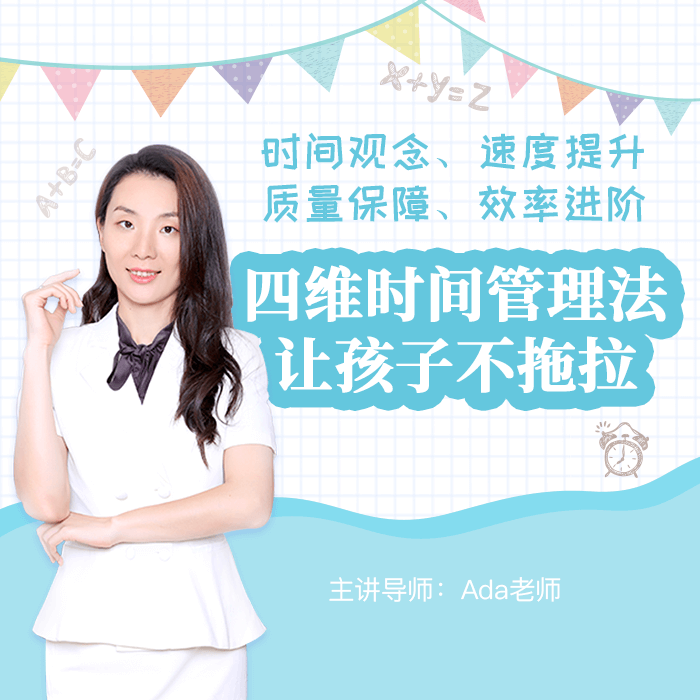 X+Y=Z
A+B=C
时间观念、速度提升
质量保障、效率进阶
四维时间管理法
让孩子不拖拉
主讲导师：Ada老师